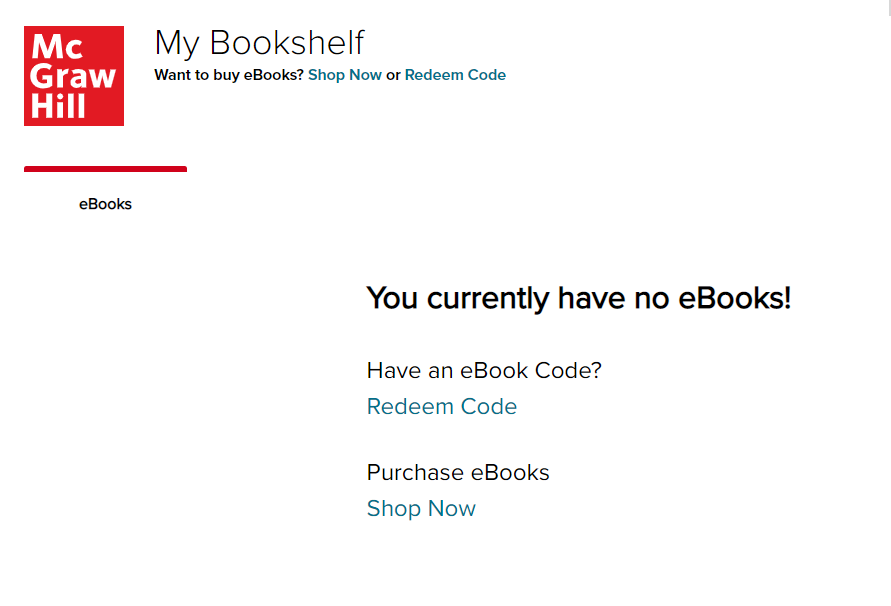 Mc
Graw
Hill
My Bookshelf
Want to buy eBooks? Shop Now or Redeem Code
eBooks
You currently have no eBooks!
Have an eBook Code?
Redeem Code
Purchase eBooks
Shop Now